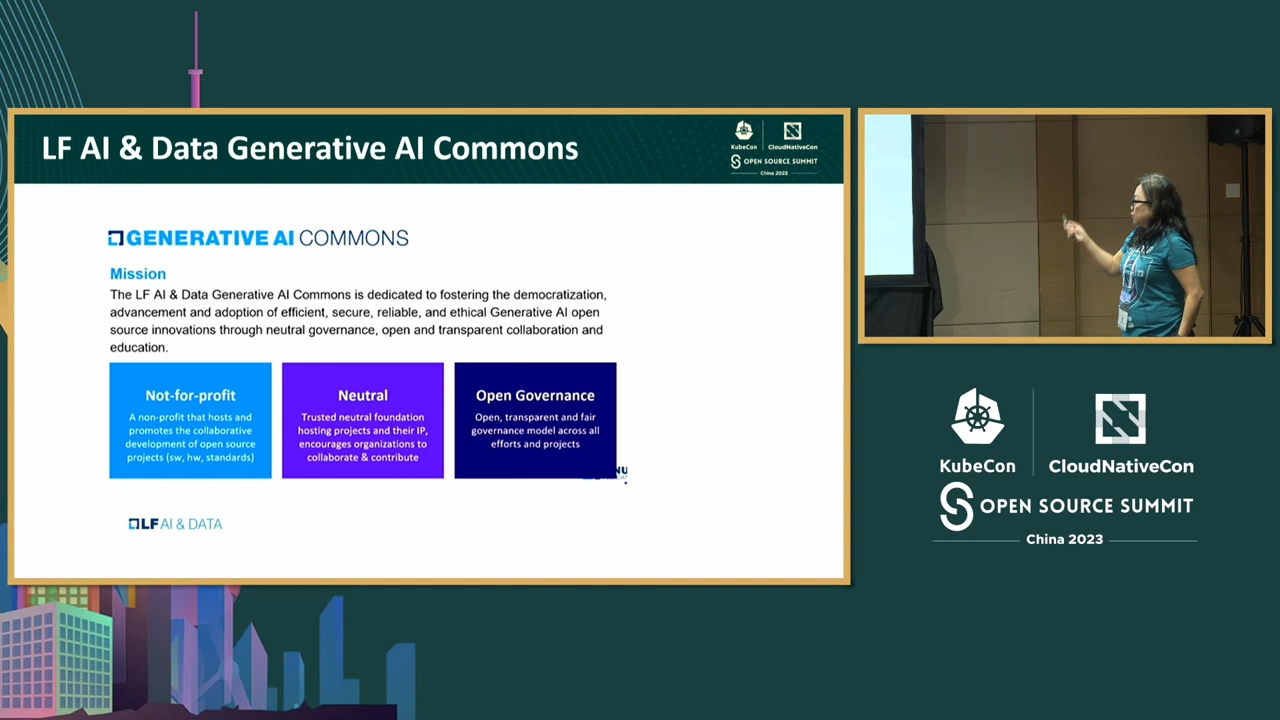 LF AI & Data Generative AI Commons
KubeCon
CloudNativeCon
OPEN SOURCE SUMMIT
China 2023
GENERATIVE AI COMMONS
Mission
The LF AI & Data Generative AI Commons is dedicated to fostering the democratization,
advancement and adoption of efficient, secure, reliable, and ethical Generative AI open
source innovations through neutral governance, open and transparent collaboration and
education.
Not-for-profit
A non-profit that hosts and
promotes the collaborative
development of open source
projects (sw, hw, standards)
Neutral
Trusted neutral foundation
hosting projects and their IP,
encourages organizations to
collaborate & contribute
Open Governance
Open, transparent and fair
governance model across all
efforts and projects
LF AI & DATA
KubeCon
CloudNativeCon
OPEN SOURCE SUMMIT
China 2023